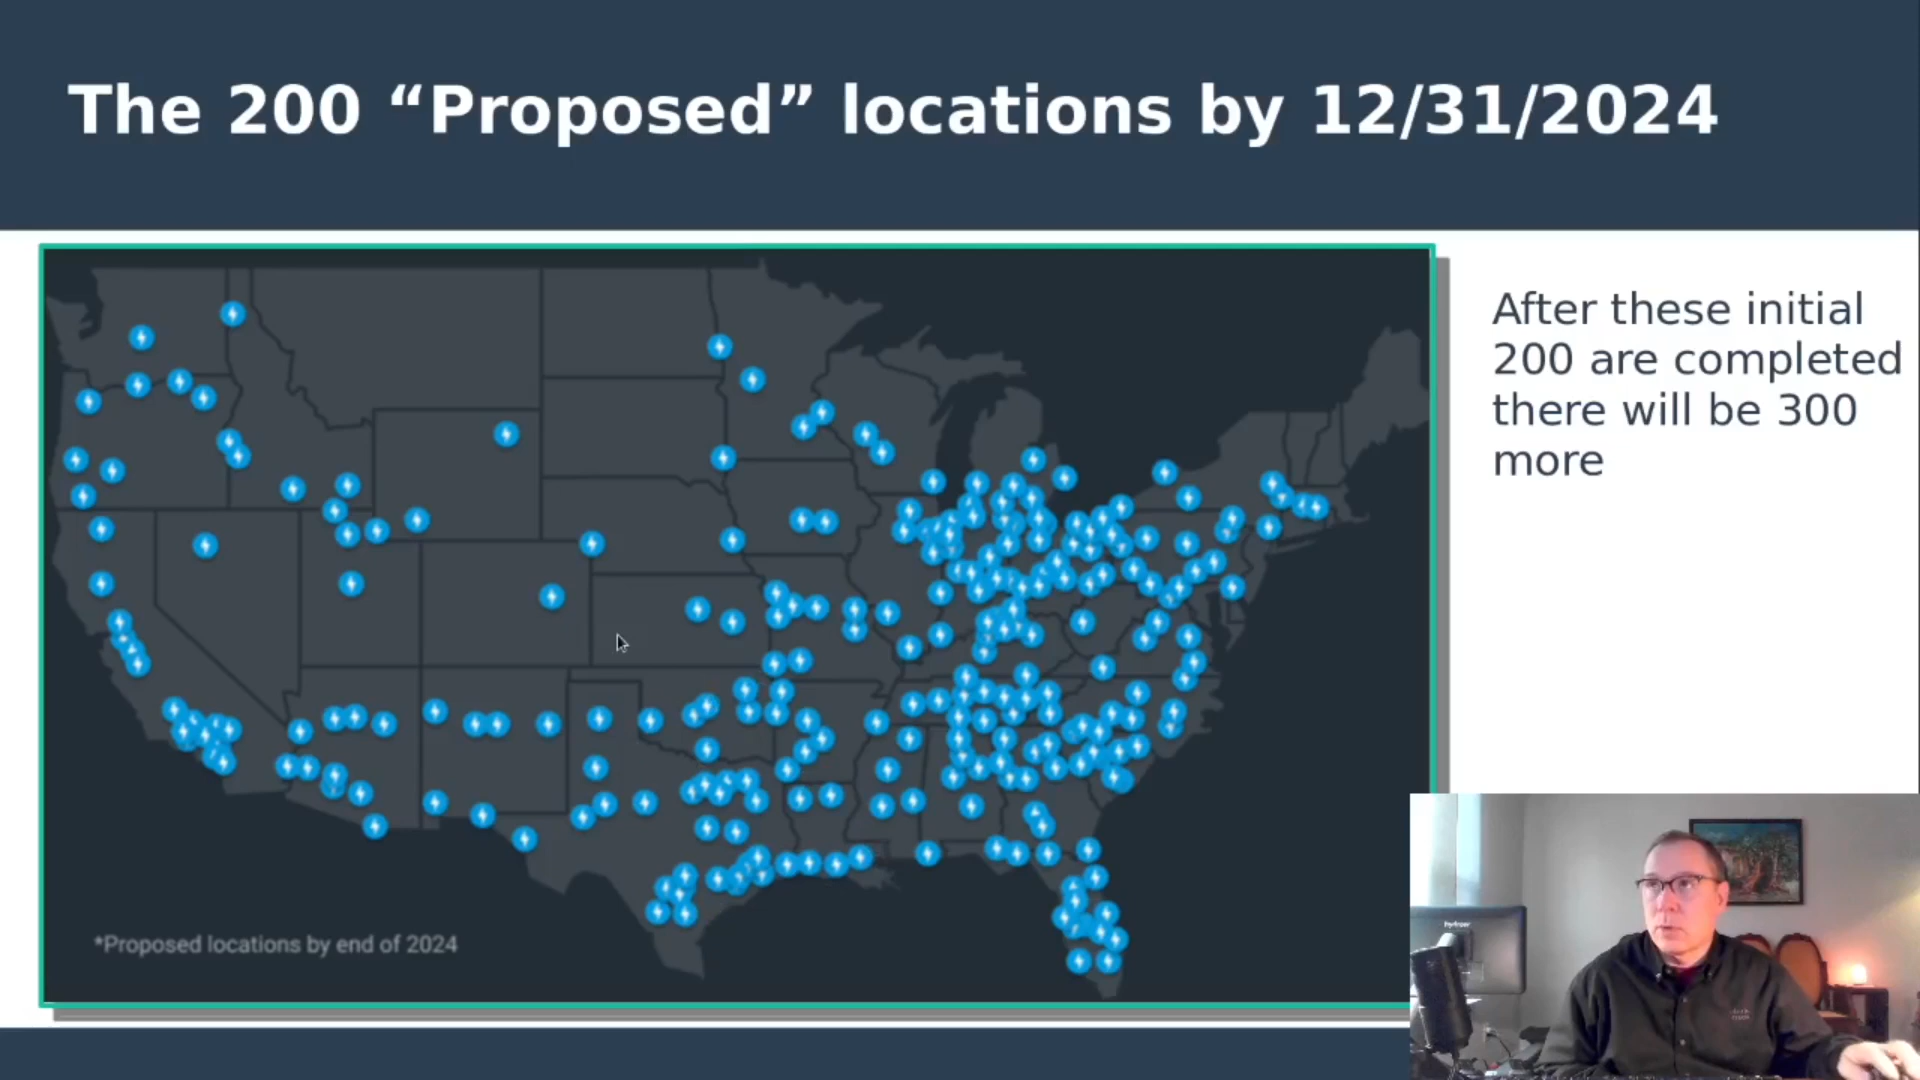 The 200 “Proposed” locations by 12/31/2024
After these initial
200 are completed
there will be 300
more
*Proposed locations by end of 2024